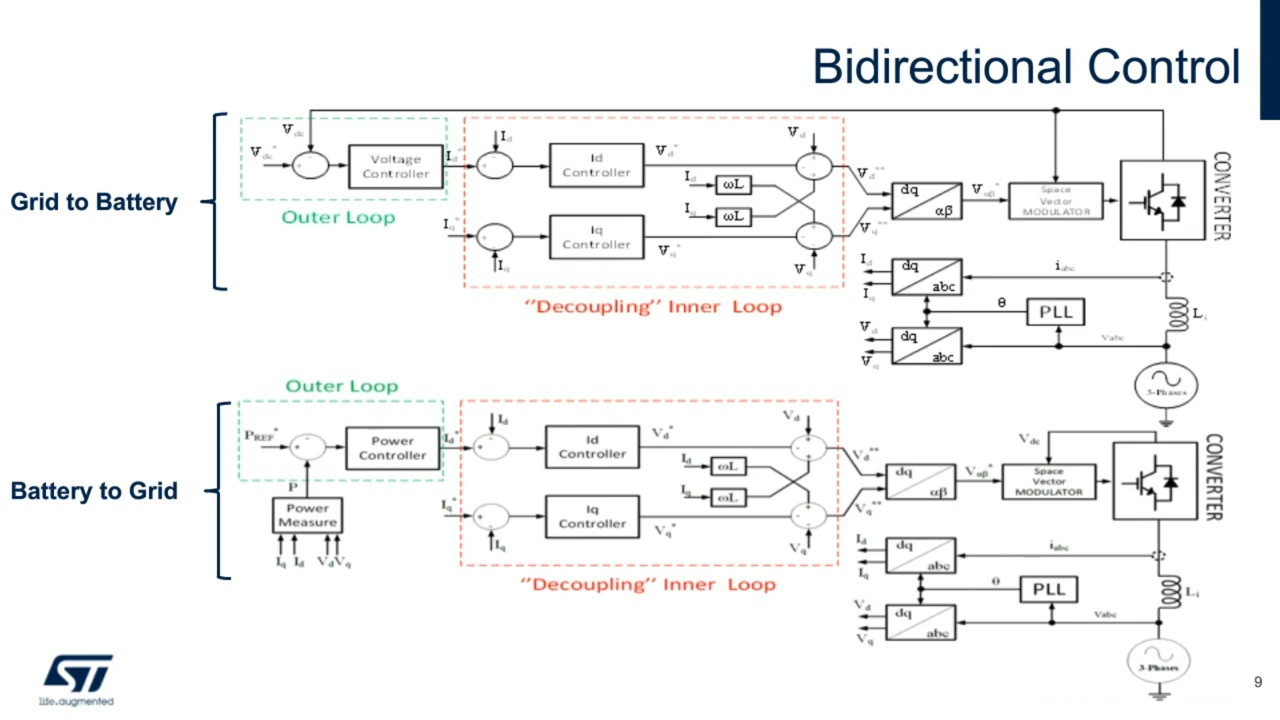 Bidirectional Control
Grid to Battery
V dc
V dc*
Voltage
Controller
Outer Loop
Id*
Id
Id
Controller
Vd*
Vd
Id
ωL
Iq
ωL
Iq*
Iq
Iq
Controller
Vq*
Vq
Vd**
Vq**
dq
αβ
Vαβ*
Space
Vector
MODULATOR
CONVERTER
"Decoupling" Inner Loop
Id
Iq
dq
abc
iabc
θ
PLL
Li
Vd
Vq
dq
abc
Vabc
3-Phases
Battery to Grid
Outer Loop
PREF*
Power
Controller
P
Power
Measure
Iq Id VdVq
Id*
Id
Id
Controller
Vd*
Vd
Id
ωL
Iq
ωL
Iq*
Iq
Iq
Controller
Vq*
Vq
Vd**
Vq**
dq
αβ
Vαβ*
Vdc
Space
Vector
MODULATOR
CONVERTER
"Decoupling" Inner Loop
Id
Iq
dq
abc
iabc
θ
PLL
Li
Vd
Vq
dq
abc
Vabc
3-Phases
ST
life.augmented
9